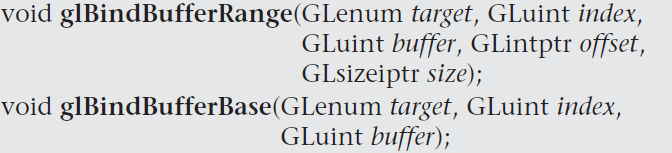 void glBindBufferRange(GLenum target, GLuint index,
GLuint buffer, GLintptr offset,
GLsizeiptr size);
void glBindBufferBase(GLenum target, GLuint index,
GLuint buffer);